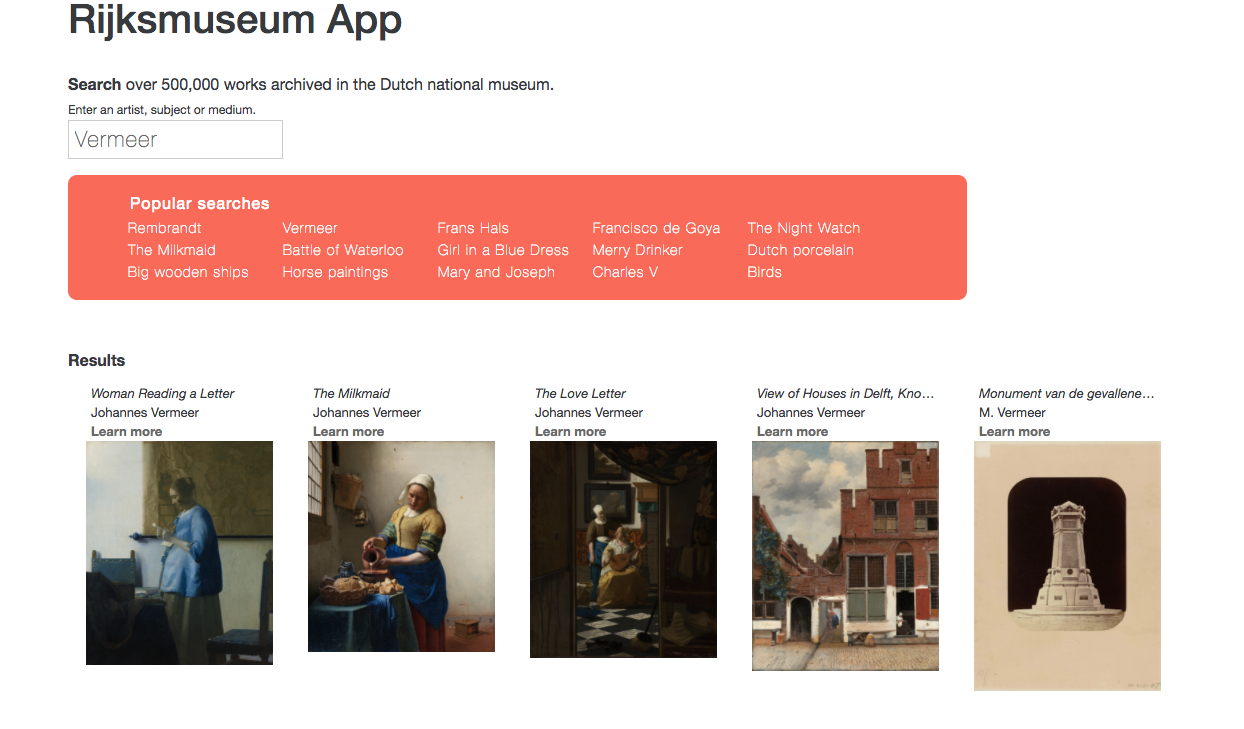 Rijksmuseum App
Search over 500,000 works archived in the Dutch national museum.
Enter an artist, subject or medium.
Vermeer
Popular searches
Rembrandt Vermeer Frans Hals Francisco de Goya The Night Watch
The Milkmaid Battle of Waterloo Girl in a Blue Dress Merry Drinker Dutch porcelain
Big wooden ships Horse paintings Mary and Joseph Charles V Birds
Results
Woman Reading a Letter
Johannes Vermeer
Learn more
The Milkmaid
Johannes Vermeer
Learn more
The Love Letter
Johannes Vermeer
Learn more
View of Houses in Delft, Kno…
Johannes Vermeer
Learn more
Monument van de gevallene…
M. Vermeer
Learn more